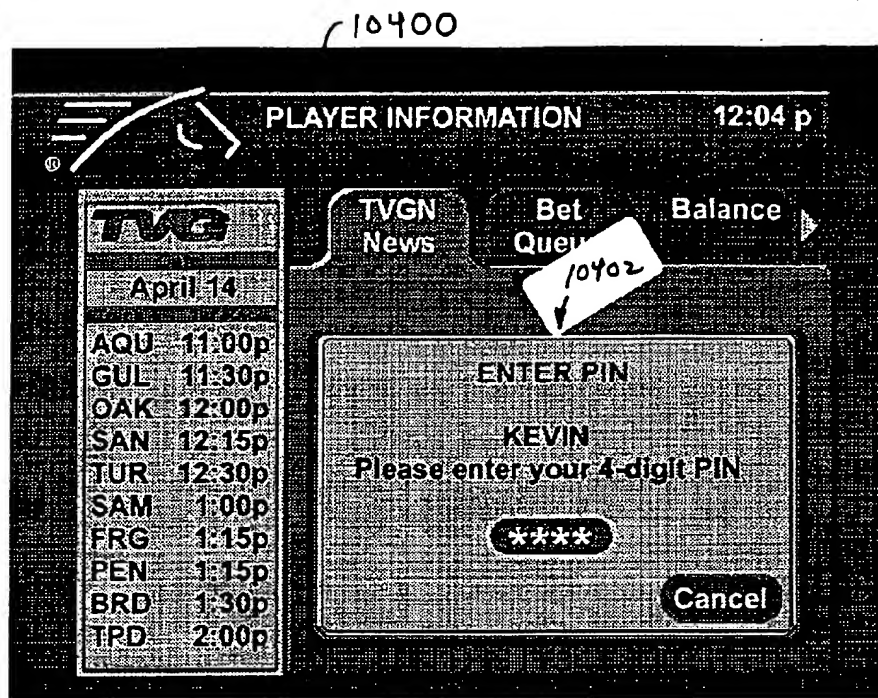 10400
PLAYER INFORMATION 12:04 p
®
TVG
April 14
AQU 11:00p
GUL 11:30p
OAK 12:00p
SAN 12:15p
TUR 12:30p
SAM 1:00p
FRG 1:15p
PEN 1:15p
BRD 1:30p
TPD 2:00p
TVGN
News
Bet
Queu
Balance
10402
ENTER PIN
KEVIN
Please enter your 4-digit PIN
****
Cancel